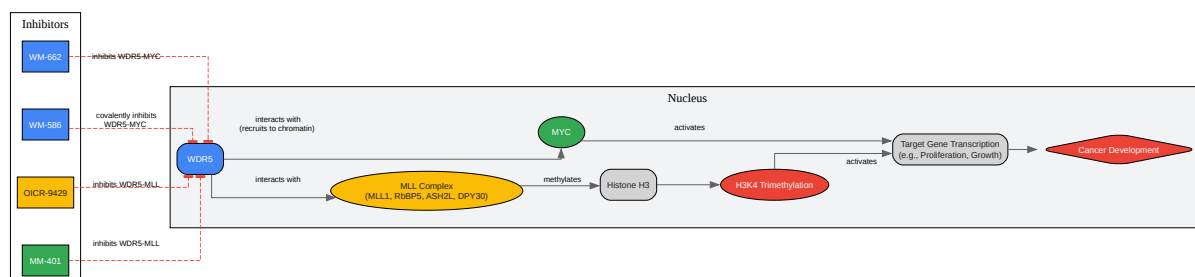 Inhibitors
WM-662
inhibits WDR5-MYC
WM-586
covalently inhibits
WDR5-MYC
OICR-9429
inhibits WDR5-MLL
MM-401
inhibits WDR5-MLL
Nucleus
WDR5
interacts with
(recruits to chromatin)
MYC
activates
interacts with
MLL Complex
(MLL1, RbBP5, ASH2L, DPY30)
methylates
Histone H3
H3K4 Trimethylation
activates
Target Gene Transcription
(e.g., Proliferation, Growth)
Cancer Development